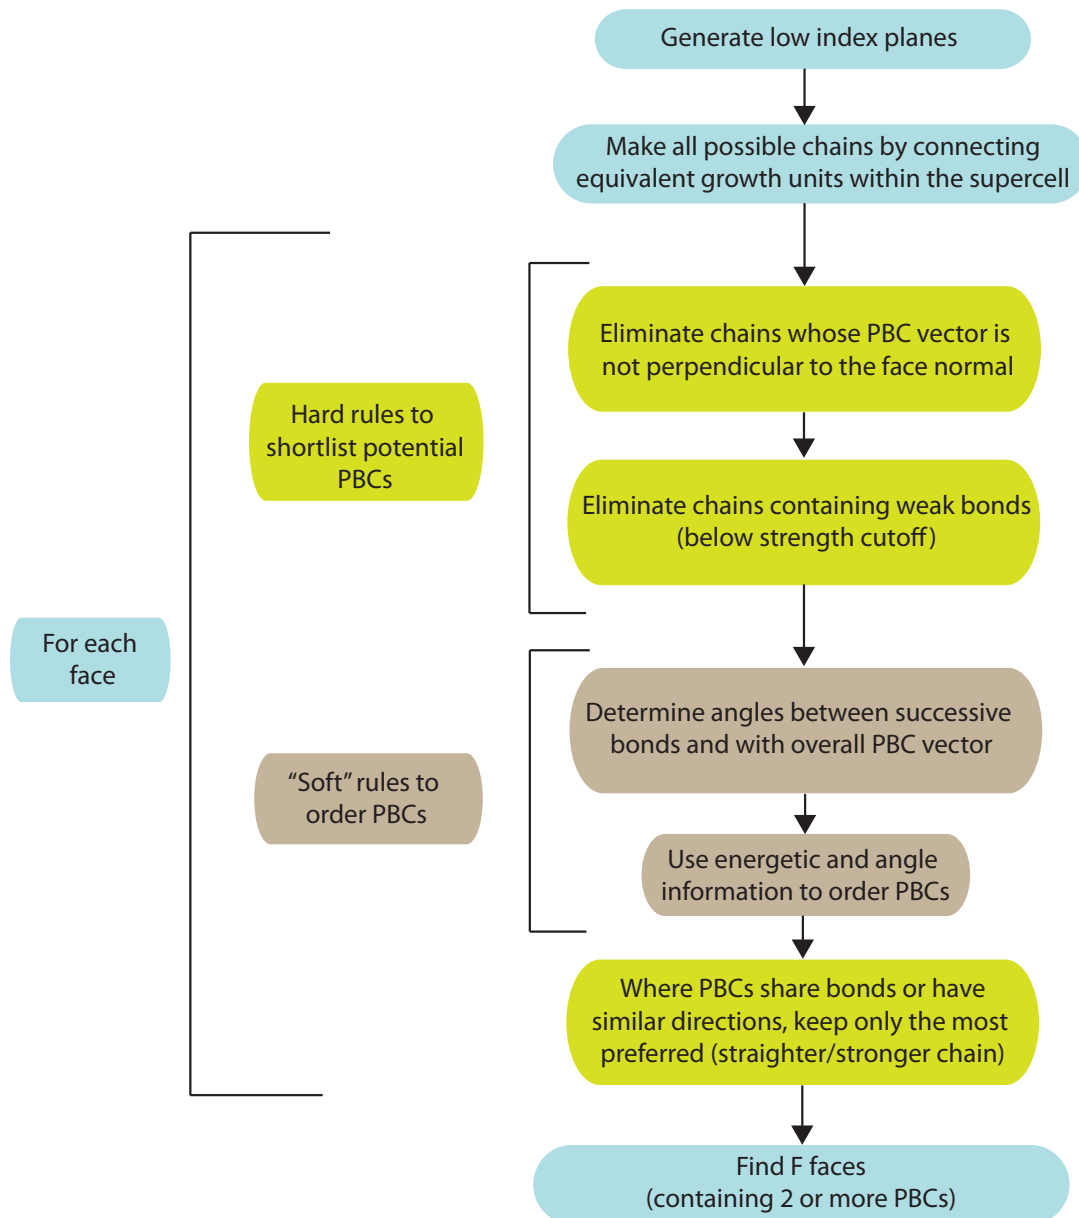 Generate low index planes
Make all possible chains by connecting
equivalent growth units within the supercell
Eliminate chains whose PBC vector is
not perpendicular to the face normal
Hard rules to
shortlist potential
PBCs
Eliminate chains containing weak bonds
(below strength cutoff)
For each
face
Determine angles between successive
bonds and with overall PBC vector
“Soft” rules to
order PBCs
Use energetic and angle
information to order PBCs
Where PBCs share bonds or have
similar directions, keep only the most
preferred (straighter/stronger chain)
Find F faces
(containing 2 or more PBCs)